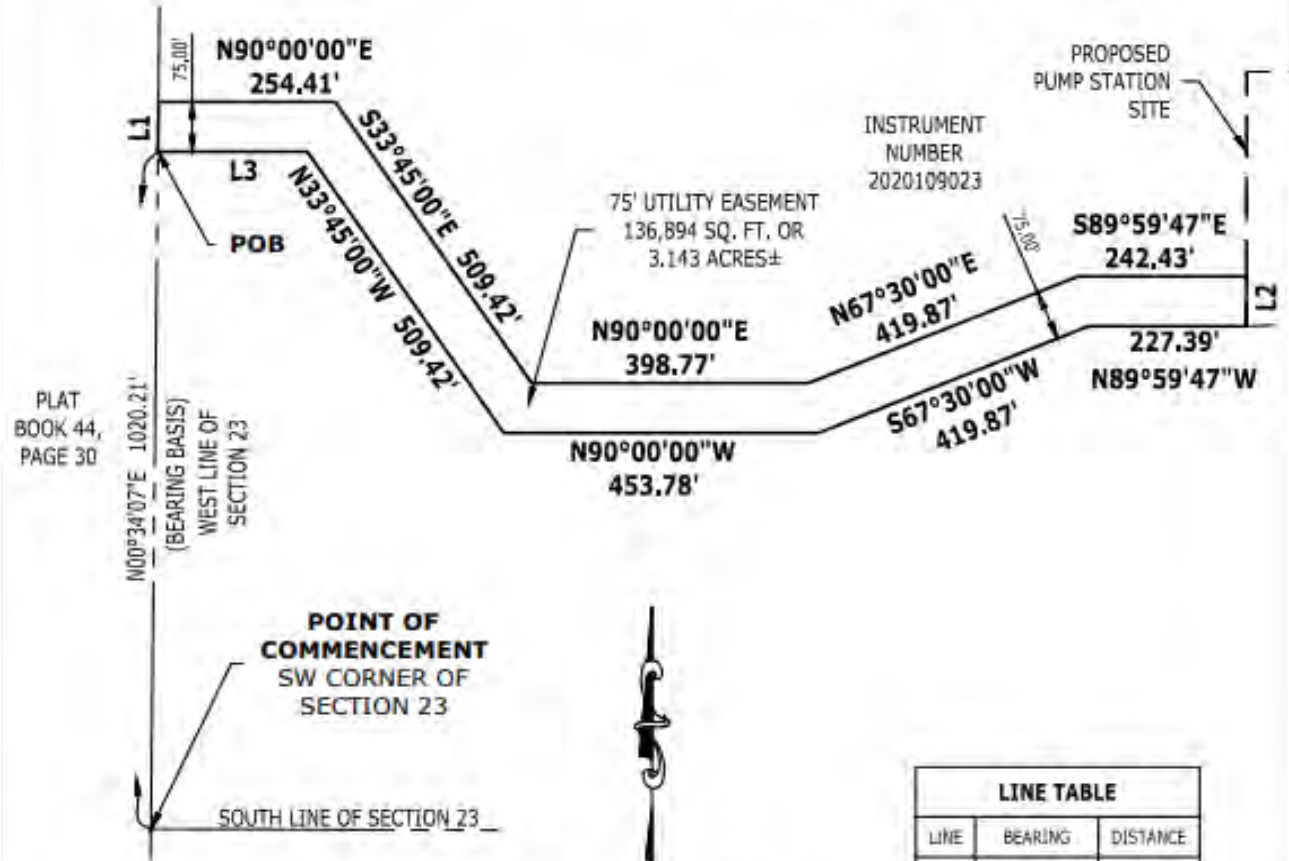 N90°00'00"E
254.41'
75.00'
L1
L3
POB
S33°45'00"E 509.42'
N33°45'00"W 509.42'
75' UTILITY EASEMENT
136,894 SQ. FT. OR
3.143 ACRES±
PROPOSED
PUMP STATION
SITE
INSTRUMENT
NUMBER
2020109023
75.00'
S89°59'47"E
242.43'
L2
N67°30'00"E
419.87'
N90°00'00"E
398.77'
227.39'
N89°59'47"W
S67°30'00"W
419.87'
N90°00'00"W
453.78'
PLAT
BOOK 44,
PAGE 30
N00°34'07"E 1020.21'
(BEARING BASIS)
WEST LINE OF
SECTION 23
POINT OF
COMMENCEMENT
SW CORNER OF
SECTION 23
SOUTH LINE OF SECTION 23
LINE TABLE
LINE BEARING DISTANCE